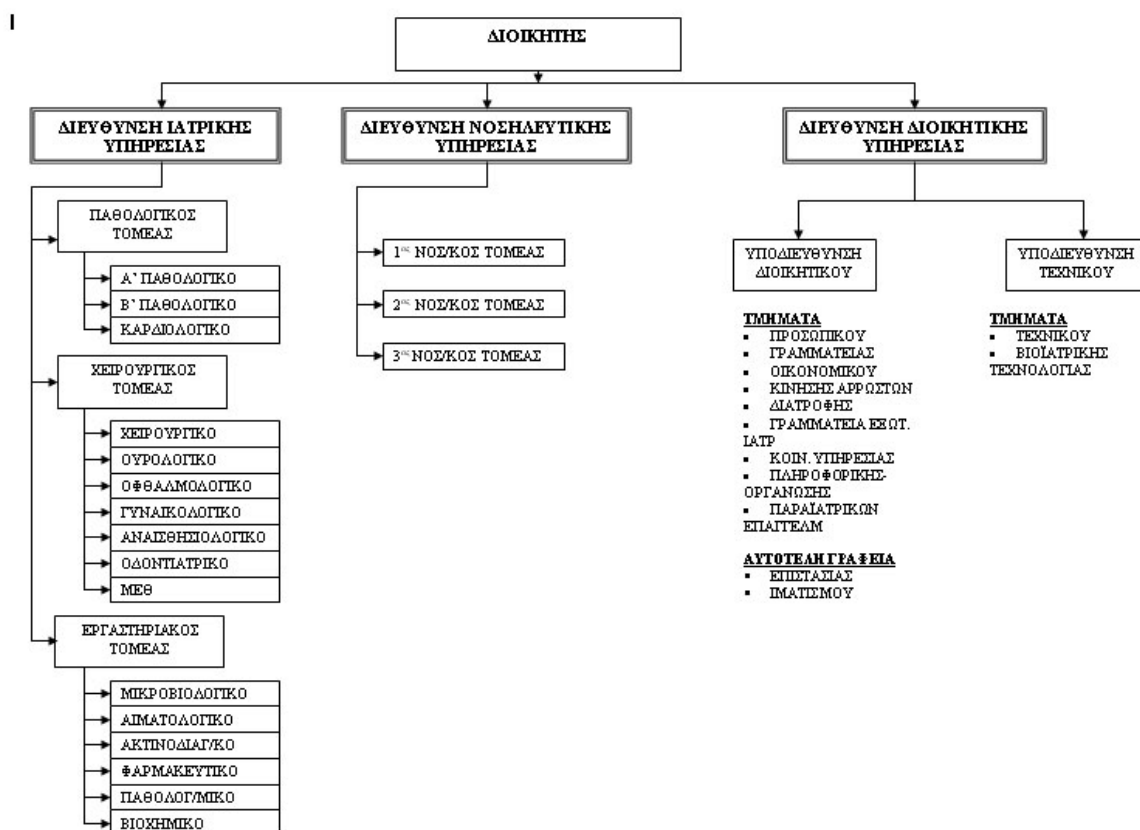 ΔΙΟΙΚΗΤΗΣ
ΔΙΕΥΘΥΝΣΗ ΙΑΤΡΙΚΗΣ
ΥΠΗΡΕΣΙΑΣ
ΠΑΘΟΛΟΓΙΚΟΣ
ΤΟΜΕΑΣ
Α' ΠΑΘΟΛΟΓΙΚΟ
Β' ΠΑΘΟΛΟΓΙΚΟ
ΚΑΡΔΙΟΛΟΓΙΚΟ
ΧΕΙΡΟΥΡΓΙΚΟΣ
ΤΟΜΕΑΣ
ΧΕΙΡΟΥΡΓΙΚΟ
ΟΥΡΟΛΟΓΙΚΟ
ΟΦΘΑΛΜΟΛΟΓΙΚΟ
ΓΥΝΑΙΚΟΛΟΓΙΚΟ
ΑΝΑΙΣΘΗΣΙΟΛΟΓΙΚΟ
ΟΔΟΝΤΙΑΤΡΙΚΟ
ΜΕΘ
ΕΡΓΑΣΤΗΡΙΑΚΟΣ
ΤΟΜΕΑΣ
ΜΙΚΡΟΒΙΟΛΟΓΙΚΟ
ΑΙΜΑΤΟΛΟΓΙΚΟ
ΑΚΤΙΝΟΔΙΑΓ/ΚΟ
ΦΑΡΜΑΚΕΥΤΙΚΟ
ΠΑΘΟΛΟΓ/ΜΙΚΟ
ΒΙΟΧΗΜΙΚΟ
ΔΙΕΥΘΥΝΣΗ ΝΟΣΗΛΕΥΤΙΚΗΣ
ΥΠΗΡΕΣΙΑΣ
1ος ΝΟΣ/ΚΟΣ ΤΟΜΕΑΣ
2ος ΝΟΣ/ΚΟΣ ΤΟΜΕΑΣ
3ος ΝΟΣ/ΚΟΣ ΤΟΜΕΑΣ
ΔΙΕΥΘΥΝΣΗ ΔΙΟΙΚΗΤΙΚΗΣ
ΥΠΗΡΕΣΙΑΣ
ΥΠΟΔΙΕΥΘΥΝΣΗ
ΔΙΟΙΚΗΤΙΚΟΥ
ΤΜΗΜΑΤΑ
▪ ΠΡΟΣΩΠΙΚΟΥ
▪ ΓΡΑΜΜΑΤΕΙΑΣ
▪ ΟΙΚΟΝΟΜΙΚΟΥ
▪ ΚΙΝΗΣΗΣ ΑΡΡΩΣΤΩΝ
▪ ΔΙΑΤΡΟΦΗΣ
▪ ΓΡΑΜΜΑΤΕΙΑ ΕΞΩΤ.
ΙΑΤΡ
▪ ΚΟΙΝ. ΥΠΗΡΕΣΙΑΣ
▪ ΠΛΗΡΟΦΟΡΙΚΗΣ-
ΟΡΓΑΝΩΣΗΣ
▪ ΠΑΡΑΪΑΤΡΙΚΩΝ
ΕΠΑΓΓΕΛΜ
ΑΥΤΟΤΕΛΗ ΓΡΑΦΕΙΑ
▪ ΕΠΙΣΤΑΣΙΑΣ
▪ ΙΜΑΤΙΣΜΟΥ
ΥΠΟΔΙΕΥΘΥΝΣΗ
ΤΕΧΝΙΚΟΥ
ΤΜΗΜΑΤΑ
▪ ΤΕΧΝΙΚΟΥ
▪ ΒΙΟΪΑΤΡΙΚΗΣ
ΤΕΧΝΟΛΟΓΙΑΣ